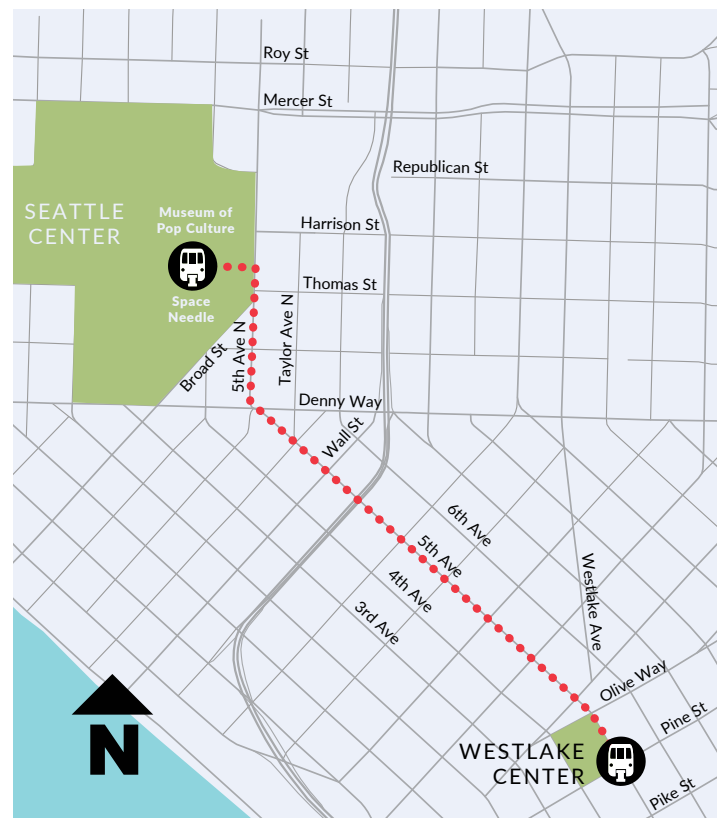 Roy St
Mercer St
Republican St
SEATTLE
CENTER
Museum of
Pop Culture
Harrison St
Space
Needle
Thomas St
Broad St
5th Ave N
Taylor Ave N
Denny Way
Wall St
6th Ave
5th Ave
4th Ave
3rd Ave
Westlake Ave
Olive Way
Pine St
Pike St
WESTLAKE
CENTER
N